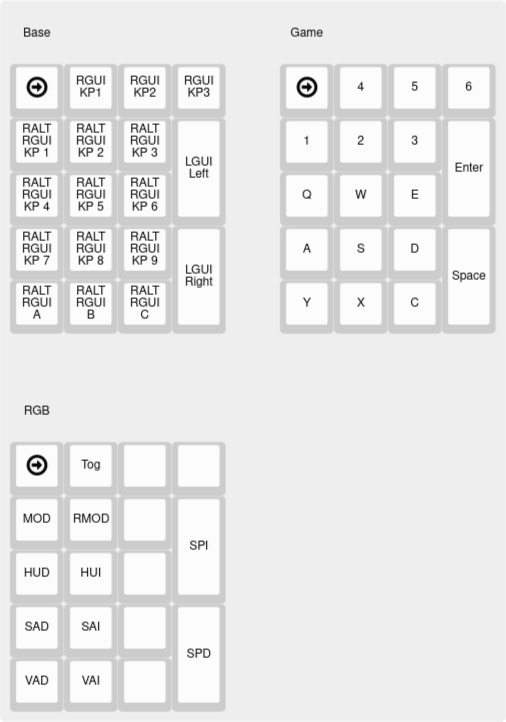 Base
RGUI
KP1
RGUI
KP2
RGUI
KP3
RALT
RGUI
KP 1
RALT
RGUI
KP 2
RALT
RGUI
KP 3
LGUI
Left
RALT
RGUI
KP 4
RALT
RGUI
KP 5
RALT
RGUI
KP 6
RALT
RGUI
KP 7
RALT
RGUI
KP 8
RALT
RGUI
KP 9
LGUI
Right
RALT
RGUI
A
RALT
RGUI
B
RALT
RGUI
C
Game
4
5
6
1
2
3
Enter
Q
W
E
A
S
D
Space
Y
X
C
RGB
Tog
MOD
RMOD
SPI
HUD
HUI
SAD
SAI
SPD
VAD
VAI